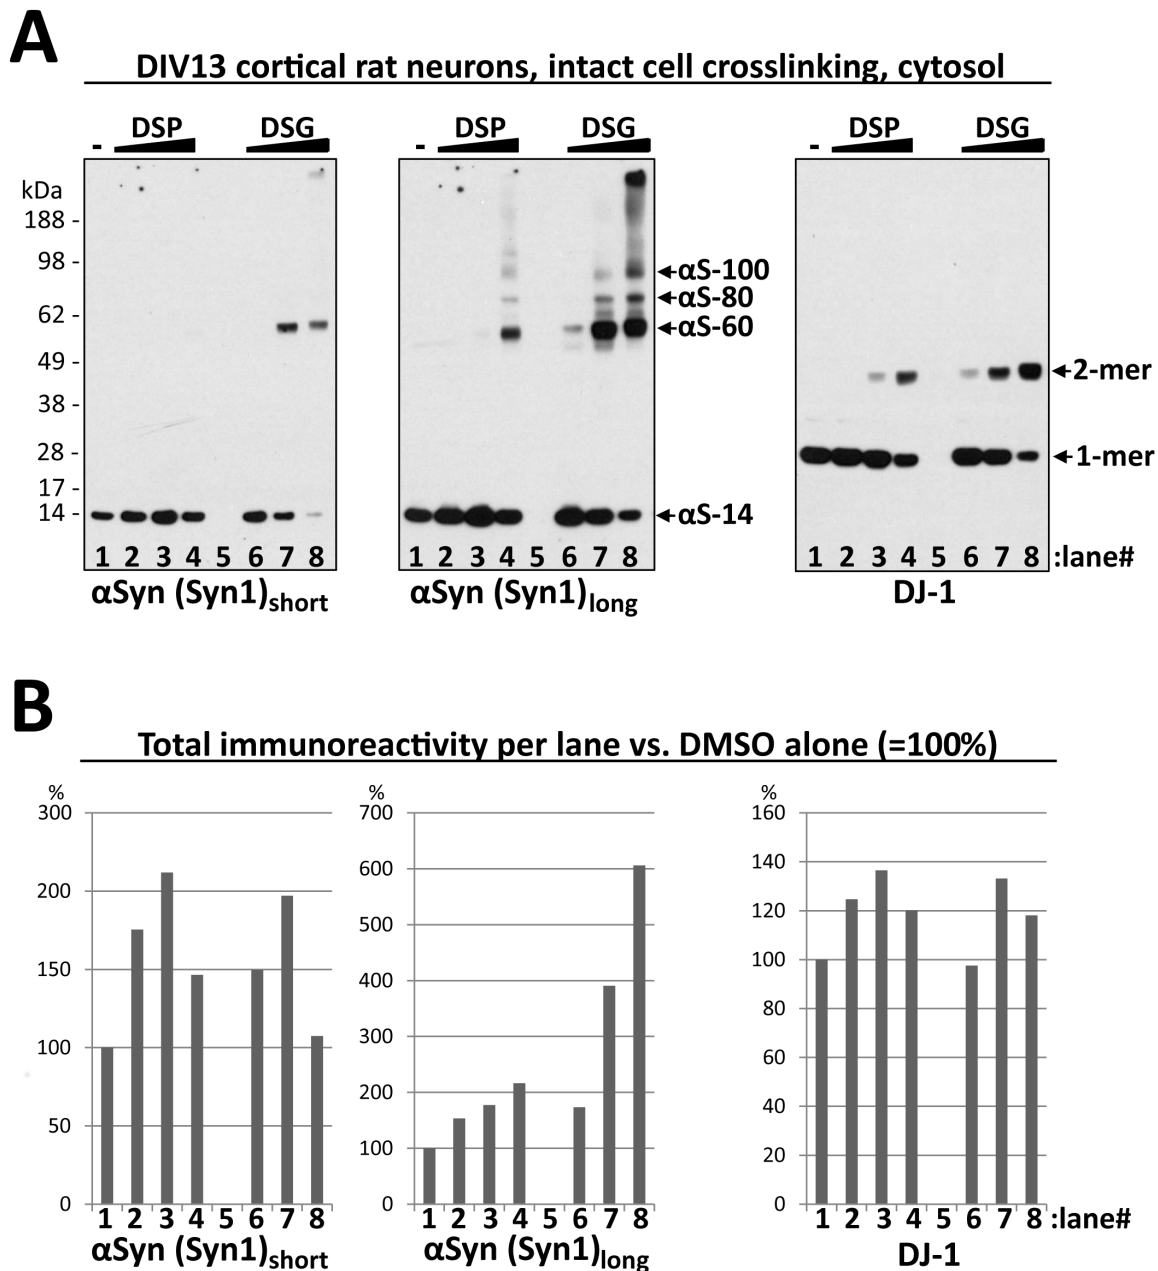 A
DIV13 cortical rat neurons, intact cell crosslinking, cytosol
- DSP DSG - DSP DSG - DSP DSG
kDa
188 -
98 -
62 -
49 -
38 -
28 -
17 -
14 -
αS-100
αS-80
αS-60
αS-14
2-mer
1-mer
1 2 3 4 5 6 7 8 1 2 3 4 5 6 7 8 1 2 3 4 5 6 7 8 :lane#
αSyn (Syn1)short αSyn (Syn1)long DJ-1
B
Total immunoreactivity per lane vs. DMSO alone (=100%)
%
300
200
150
100
50
0
1 2 3 4 5 6 7 8
αSyn (Syn1)short
%
700
600
500
400
300
200
100
0
1 2 3 4 5 6 7 8
αSyn (Syn1)long
%
160
140
120
100
80
60
40
20
0
1 2 3 4 5 6 7 8 :lane#
DJ-1